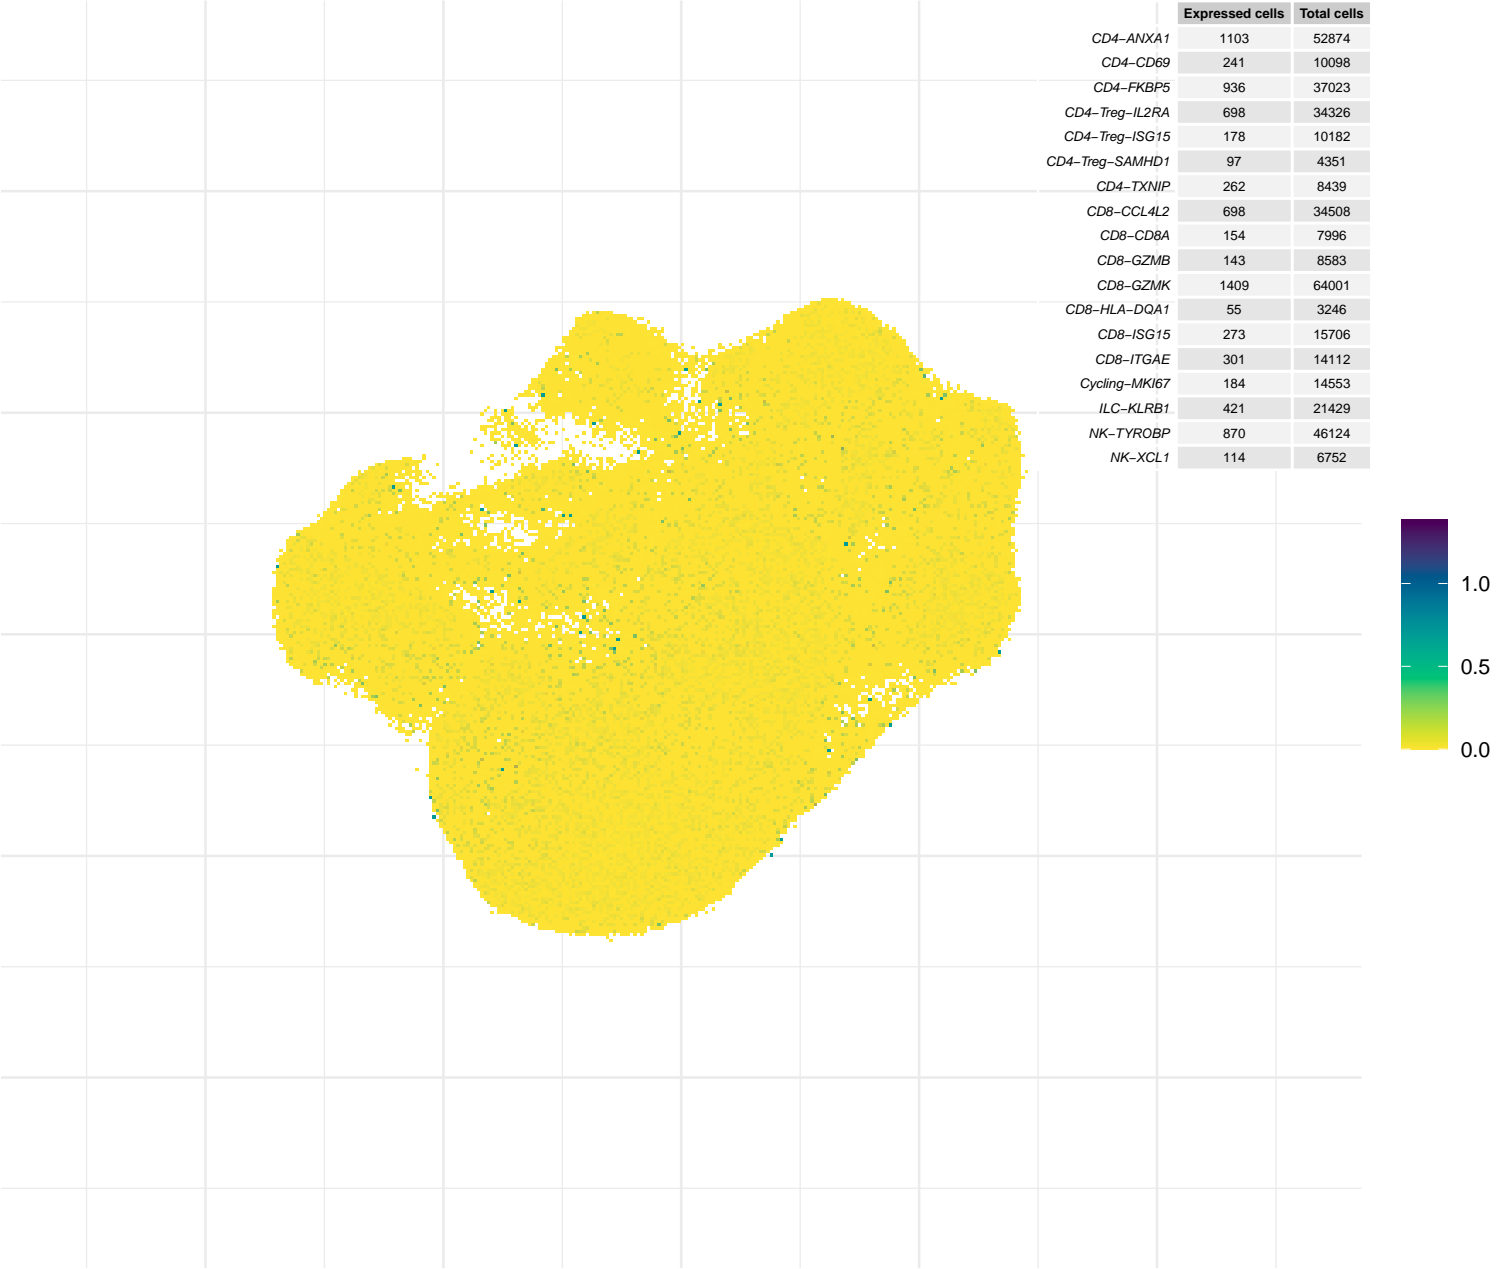 Expressed cells Total cells
CD4−ANXA1 1103 52874
CD4−CD69 241 10098
CD4−FKBP5 936 37023
CD4−Treg−IL2RA 698 34326
CD4−Treg−ISG15 178 10182
CD4−Treg−SAMHD1 97 4351
CD4−TXNIP 262 8439
CD8−CCL4L2 698 34508
CD8−CD8A 154 7996
CD8−GZMB 143 8583
CD8−GZMK 1409 64001
CD8−HLA−DQA1 55 3246
CD8−ISG15 273 15706
CD8−ITGAE 301 14112
Cycling−MKI67 184 14553
ILC−KLRB1 421 21429
NK−TYROBP 870 46124
NK−XCL1 114 6752
1.0
0.5
0.0